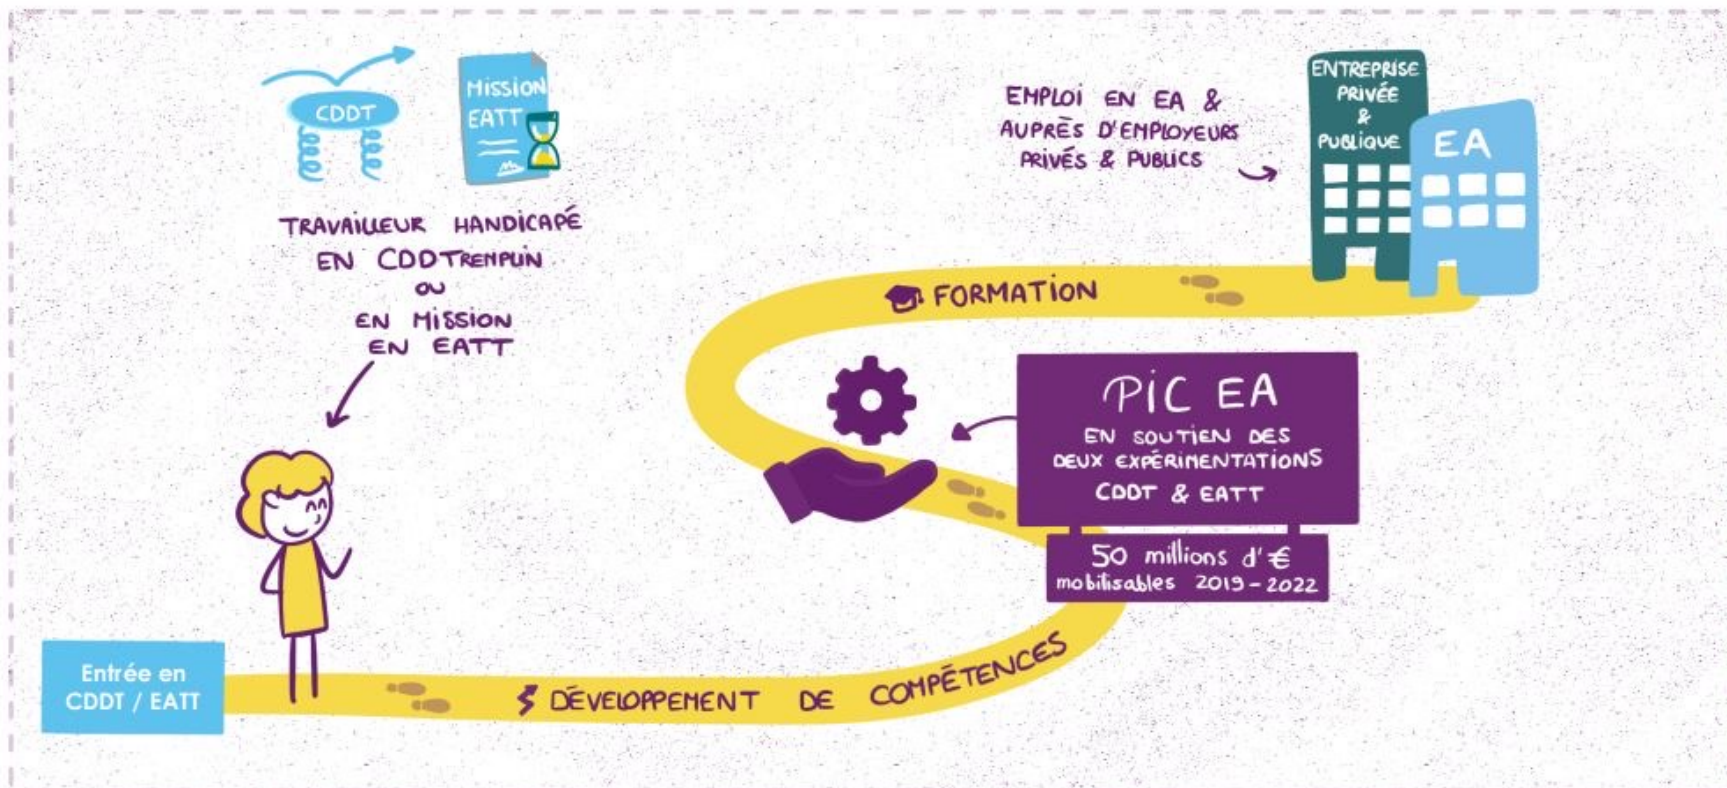 CDDT
MISSION
EATT
TRAVAILLEUR HANDICAPÉ
EN CDDTREMPLIN
OU
EN MISSION
EN EATT
EMPLOI EN EA &
AUPRÈS D'EMPLOYEURS
PRIVÉS & PUBLICS
ENTREPRISE
PRIVÉE
&
PUBLIQUE
EA
FORMATION
PIC EA
EN SOUTIEN DES
DEUX EXPÉRIMENTATIONS
CDDT & EATT
50 millions d'€
mobilisables 2019-2022
Entrée en
CDDT / EATT
DÉVELOPPEMENT DE COMPÉTENCES